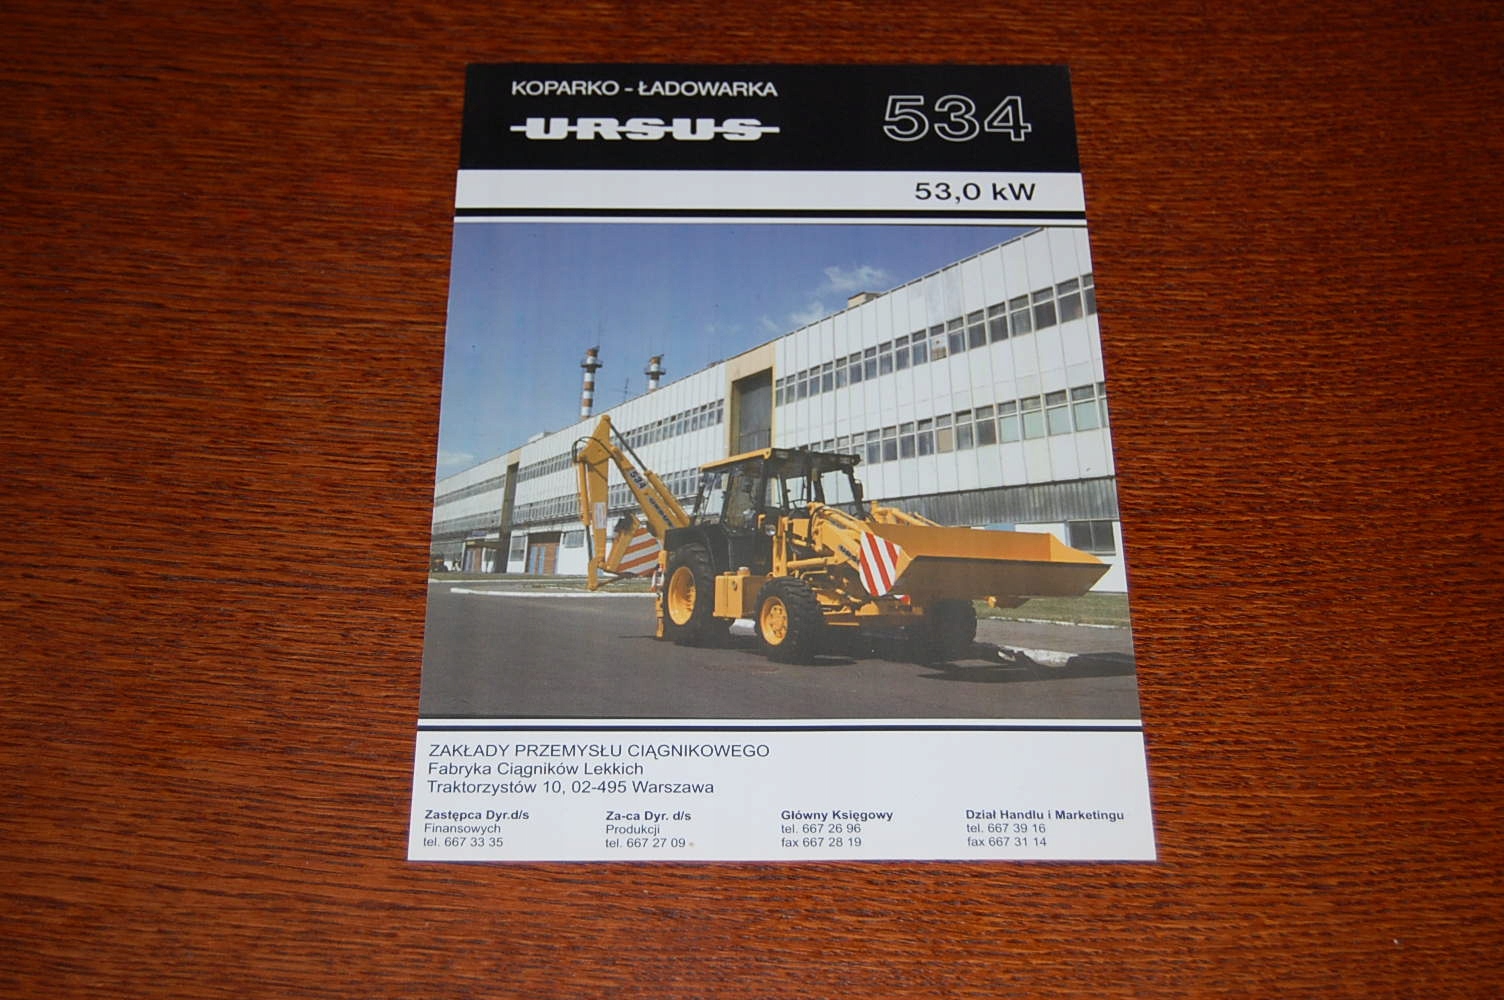 KOPARKO - ŁADOWARKA
URSUS
534
53,0 kW
534 URSUS
ZAKŁADY PRZEMYSŁU CIĄGNIKOWEGO
Fabryka Ciągników Lekkich
Traktorzystów 10, 02-495 Warszawa
Zastępca Dyr.d/s
Finansowych
tel. 667 33 35
Za-ca Dyr. d/s
Produkcji
tel. 667 27 09
Główny Księgowy
tel. 667 26 96
fax 667 28 19
Dział Handlu i Marketingu
tel. 667 39 16
fax 667 31 14